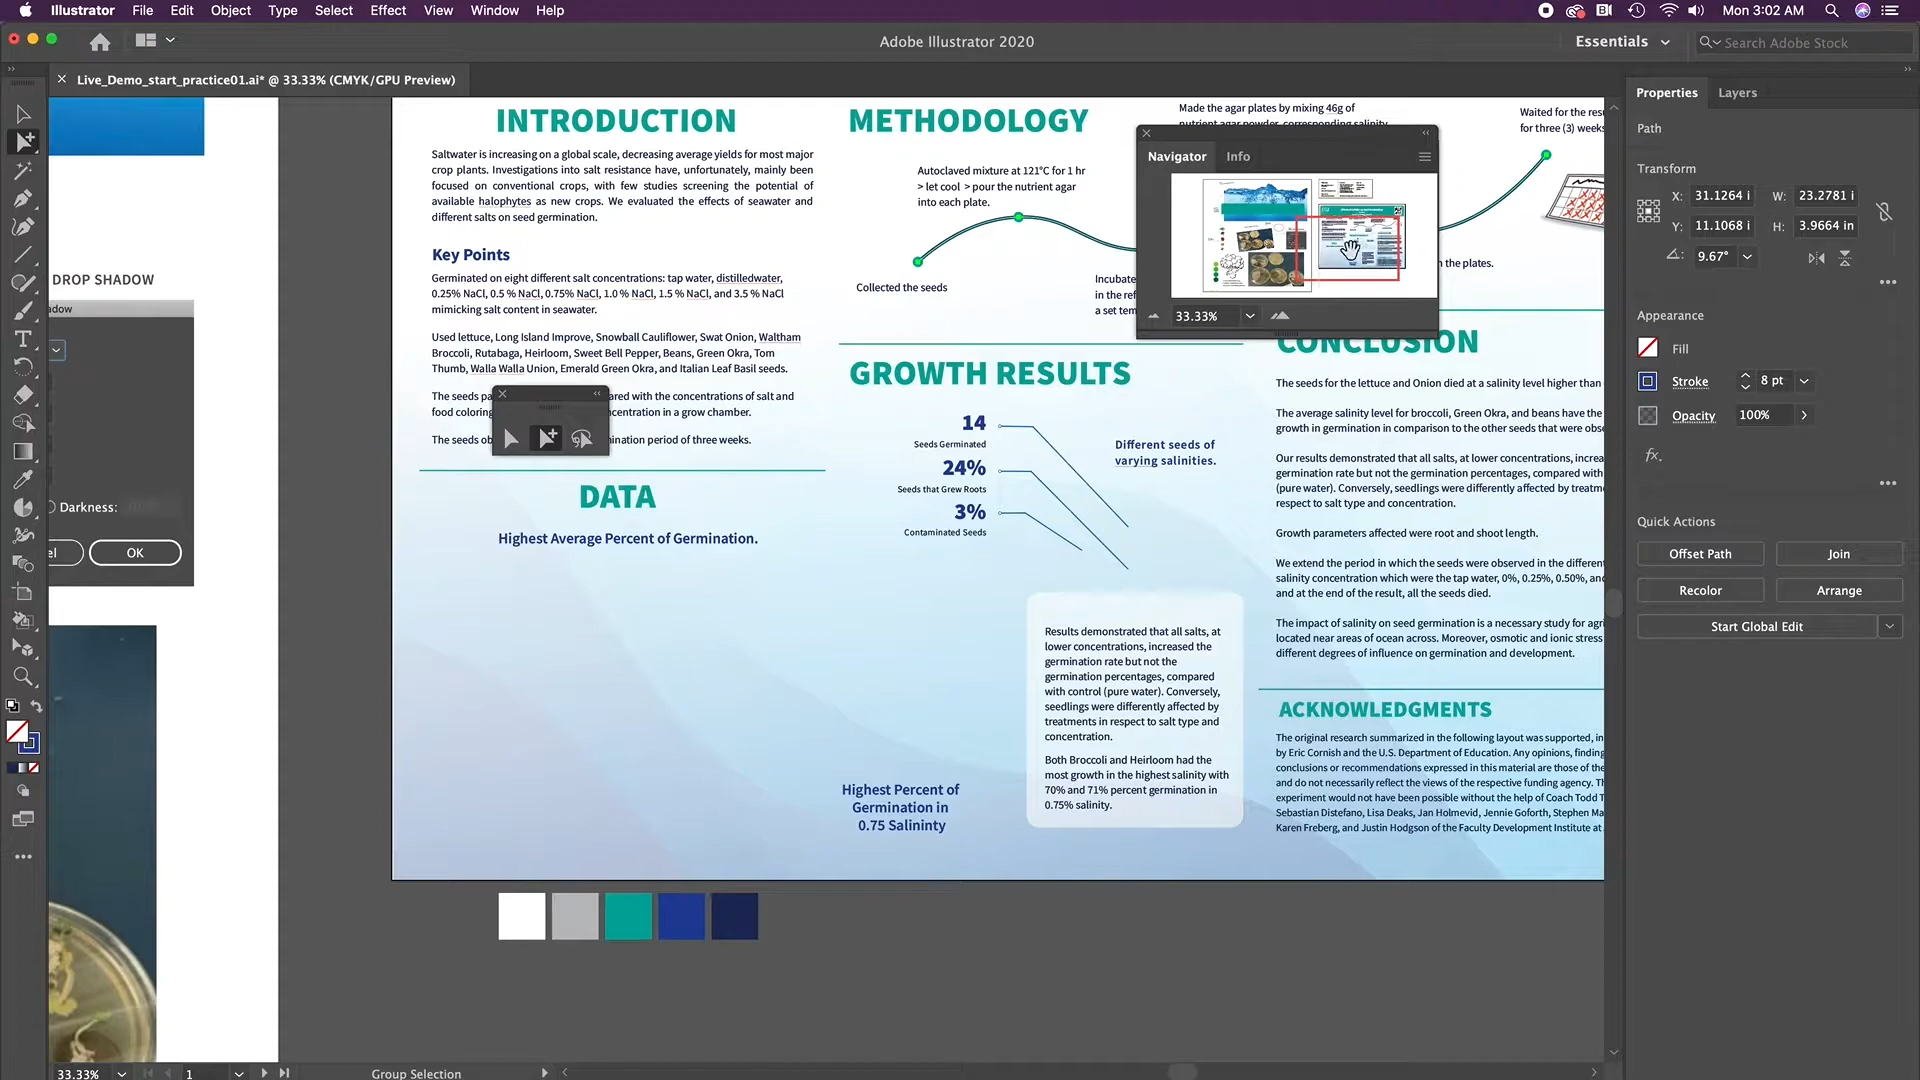 Illustrator File Edit Object Type Select Effect View Window Help
Mon 3:02 AM
Adobe Illustrator 2020
Essentials
Search Adobe Stock
Live_Demo_start_practice01.ai* @ 33.33% (CMYK/GPU Preview)
DROP SHADOW
adow
Darkness:
el
OK
INTRODUCTION
Saltwater is increasing on a global scale, decreasing average yields for most major
crop plants. Investigations into salt resistance have, unfortunately, mainly been
focused on conventional crops, with few studies screening the potential of
available halophytes as new crops. We evaluated the effects of seawater and
different salts on seed germination.
Key Points
Germinated on eight different salt concentrations: tap water, distilledwater,
0.25% NaCl, 0.5 % NaCl, 0.75% NaCl, 1.0 % NaCl, 1.5 % NaCl, and 3.5 % NaCl
mimicking salt content in seawater.
Used lettuce, Long Island Improve, Snowball Cauliflower, Swat Onion, Waltham
Broccoli, Rutabaga, Heirloom, Sweet Bell Pepper, Beans, Green Okra, Tom
Thumb, Walla Walla Union, Emerald Green Okra, and Italian Leaf Basil seeds.
The seeds pa ared with the concentrations of salt and
food coloring ncentration in a grow chamber.
The seeds ob ination period of three weeks.
DATA
Highest Average Percent of Germination.
METHODOLOGY
Autoclaved mixture at 121°C for 1 hr
> let cool > pour the nutrient agar
into each plate.
Collected the seeds
Made the agar plates by mixing 46g of
nutrient agar powder, corresponding salinity
Incubate
in the ref
a set tem
Waited for the resu
for three (3) weeks
n the plates.
Navigator
Info
33.33%
GROWTH RESULTS
14
Seeds Germinated
24%
Seeds that Grew Roots
3%
Contaminated Seeds
Different seeds of
varying salinities.
Results demonstrated that all salts, at
lower concentrations, increased the
germination rate but not the
germination percentages, compared
with control (pure water). Conversely,
seedlings were differently affected by
treatments in respect to salt type and
concentration.
Both Broccoli and Heirloom had the
most growth in the highest salinity with
70% and 71% percent germination in
0.75% salinity.
Highest Percent of
Germination in
0.75 Salininty
CONCLUSION
The seeds for the lettuce and Onion died at a salinity level higher than
The average salinity level for broccoli, Green Okra, and beans have the
growth in germination in comparison to the other seeds that were obse
Our results demonstrated that all salts, at lower concentrations, increa
germination rate but not the germination percentages, compared with
(pure water). Conversely, seedlings were differently affected by treatm
respect to salt type and concentration.
Growth parameters affected were root and shoot length.
We extend the period in which the seeds were observed in the different
salinity concentration which were the tap water, 0%, 0.25%, 0.50%, and
and at the end of the result, all the seeds died.
The impact of salinity on seed germination is a necessary study for agri
located near areas of ocean across. Moreover, osmotic and ionic stress
different degrees of influence on germination and development.
ACKNOWLEDGMENTS
The original research summarized in the following layout was supported, in
by Eric Cornish and the U.S. Department of Education. Any opinions, finding
conclusions or recommendations expressed in this material are those of the
and do not necessarily reflect the views of the respective funding agency. Th
experiment would not have been possible without the help of Coach Todd T
Sebastian Distefano, Lisa Deaks, Jan Holmevid, Jennie Goforth, Stephen Ma
Karen Freberg, and Justin Hodgson of the Faculty Development Institute at
Properties
Layers
Path
Transform
X: 31.1264 i
W: 23.2781 i
Y: 11.1068 i
H: 3.9664 in
9.67°
Appearance
Fill
Stroke
8 pt
Opacity
100%
fx.
Quick Actions
Offset Path
Join
Recolor
Arrange
Start Global Edit
33.33%
1
Group Selection